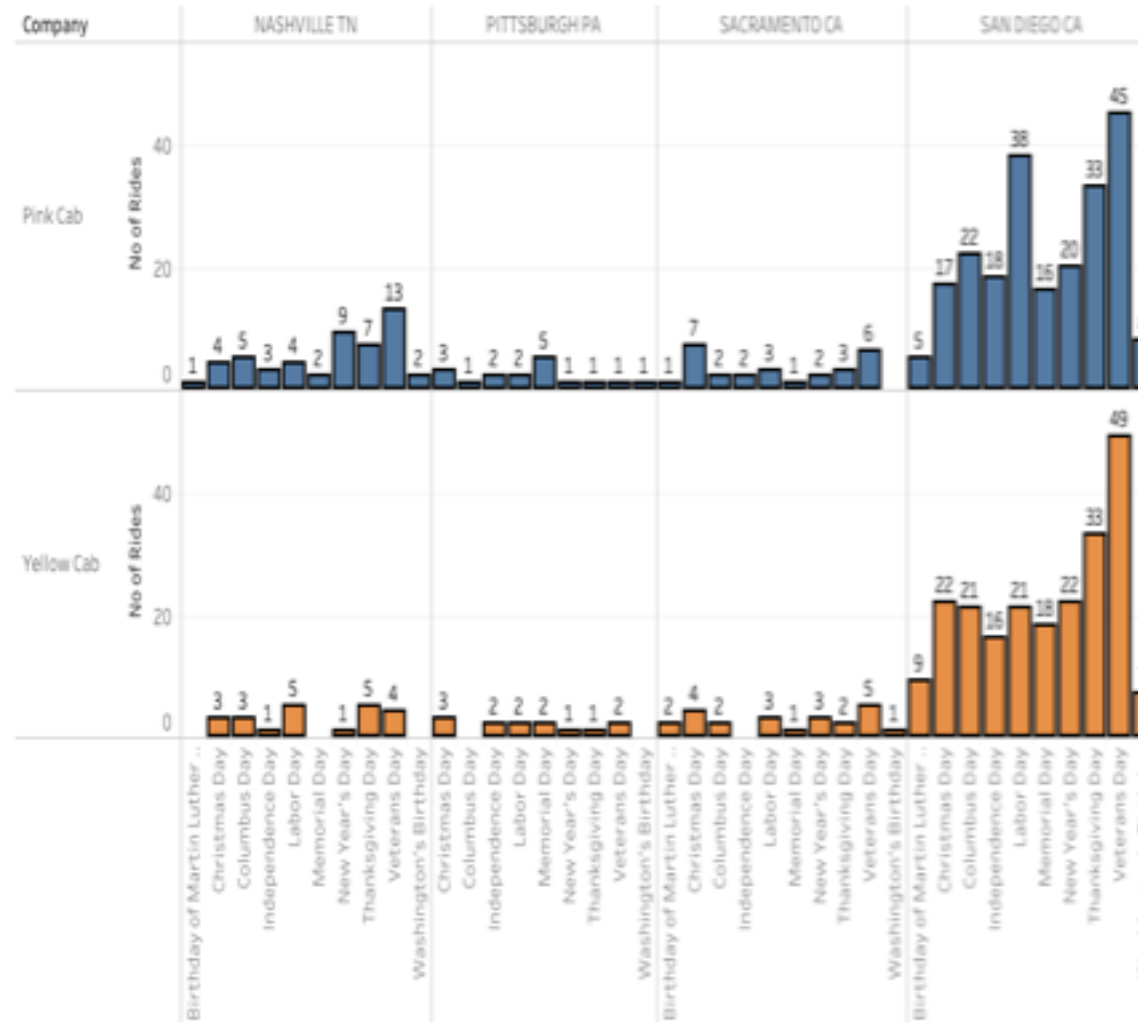 Company NASHVILLE TN PITTSBURGH PA SACRAMENTO CA SAN DIEGO CA
Pink Cab
No of Rides
40
20
0
1 4 5 3 4 2 9 7 13 2
3 1 2 2 5 1 1 1 1
1 7 2 2 3 1 2 3 6
5 17 22 18 38 16 20 33 45
Yellow Cab
No of Rides
40
20
0
3 3 1 5 1 5 4
3 2 2 2 1 1 2
2 4 2 3 1 3 2 5 1
9 22 21 16 21 18 22 33 49
Birthday of Martin Luther ..
Christmas Day
Columbus Day
Independence Day
Labor Day
Memorial Day
New Year's Day
Thanksgiving Day
Veterans Day
Washington's Birthday
Christmas Day
Columbus Day
Independence Day
Labor Day
Memorial Day
New Year's Day
Thanksgiving Day
Veterans Day
Washington's Birthday
Birthday of Martin Luther ..
Christmas Day
Columbus Day
Independence Day
Labor Day
Memorial Day
New Year's Day
Thanksgiving Day
Veterans Day
Washington's Birthday
Birthday of Martin Luther ..
Christmas Day
Columbus Day
Independence Day
Labor Day
Memorial Day
New Year's Day
Thanksgiving Day
Veterans Day